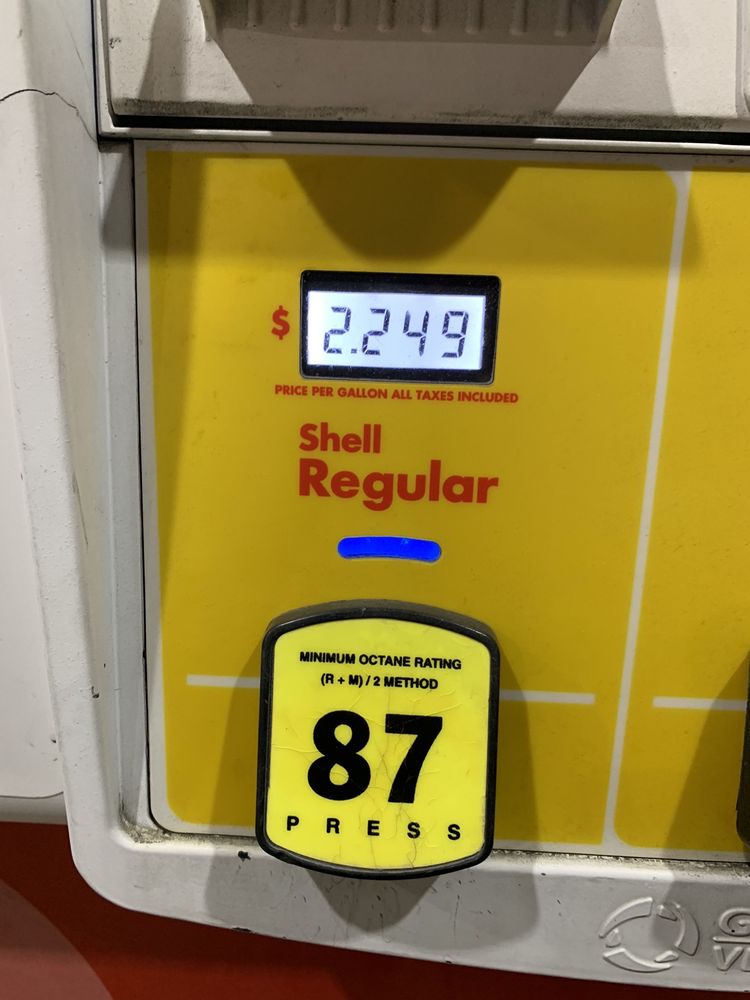 $ 2.249
PRICE PER GALLON ALL TAXES INCLUDED
Shell
Regular
MINIMUM OCTANE RATING
(R + M) / 2 METHOD
87
PRESS